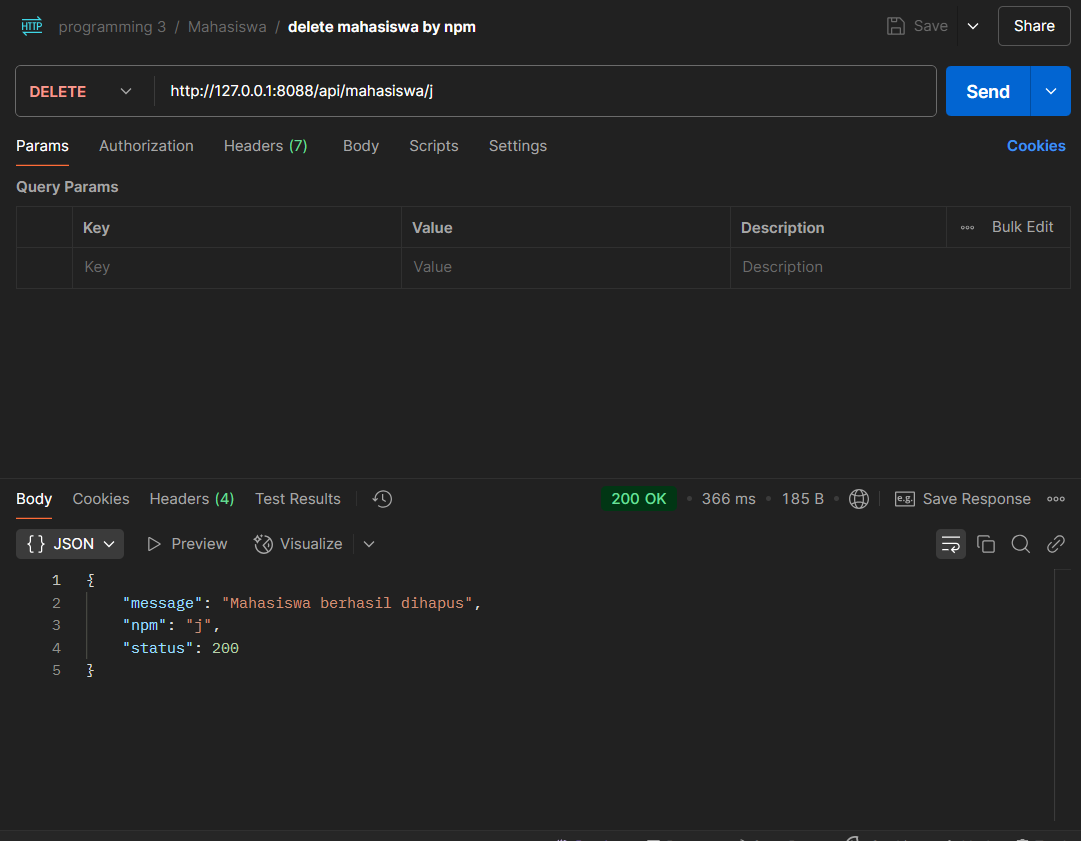 HTTP programming 3 / Mahasiswa / delete mahasiswa by npm Save Share
DELETE http://127.0.0.1:8088/api/mahasiswa/j Send
Params Authorization Headers (7) Body Scripts Settings Cookies
Query Params
Key Value Description Bulk Edit
Key Value Description
Body Cookies Headers (4) Test Results 200 OK 366 ms 185 B e.g. Save Response
{} JSON Preview Visualize
1 {
2 "message": "Mahasiswa berhasil dihapus",
3 "npm": "j",
4 "status": 200
5 }